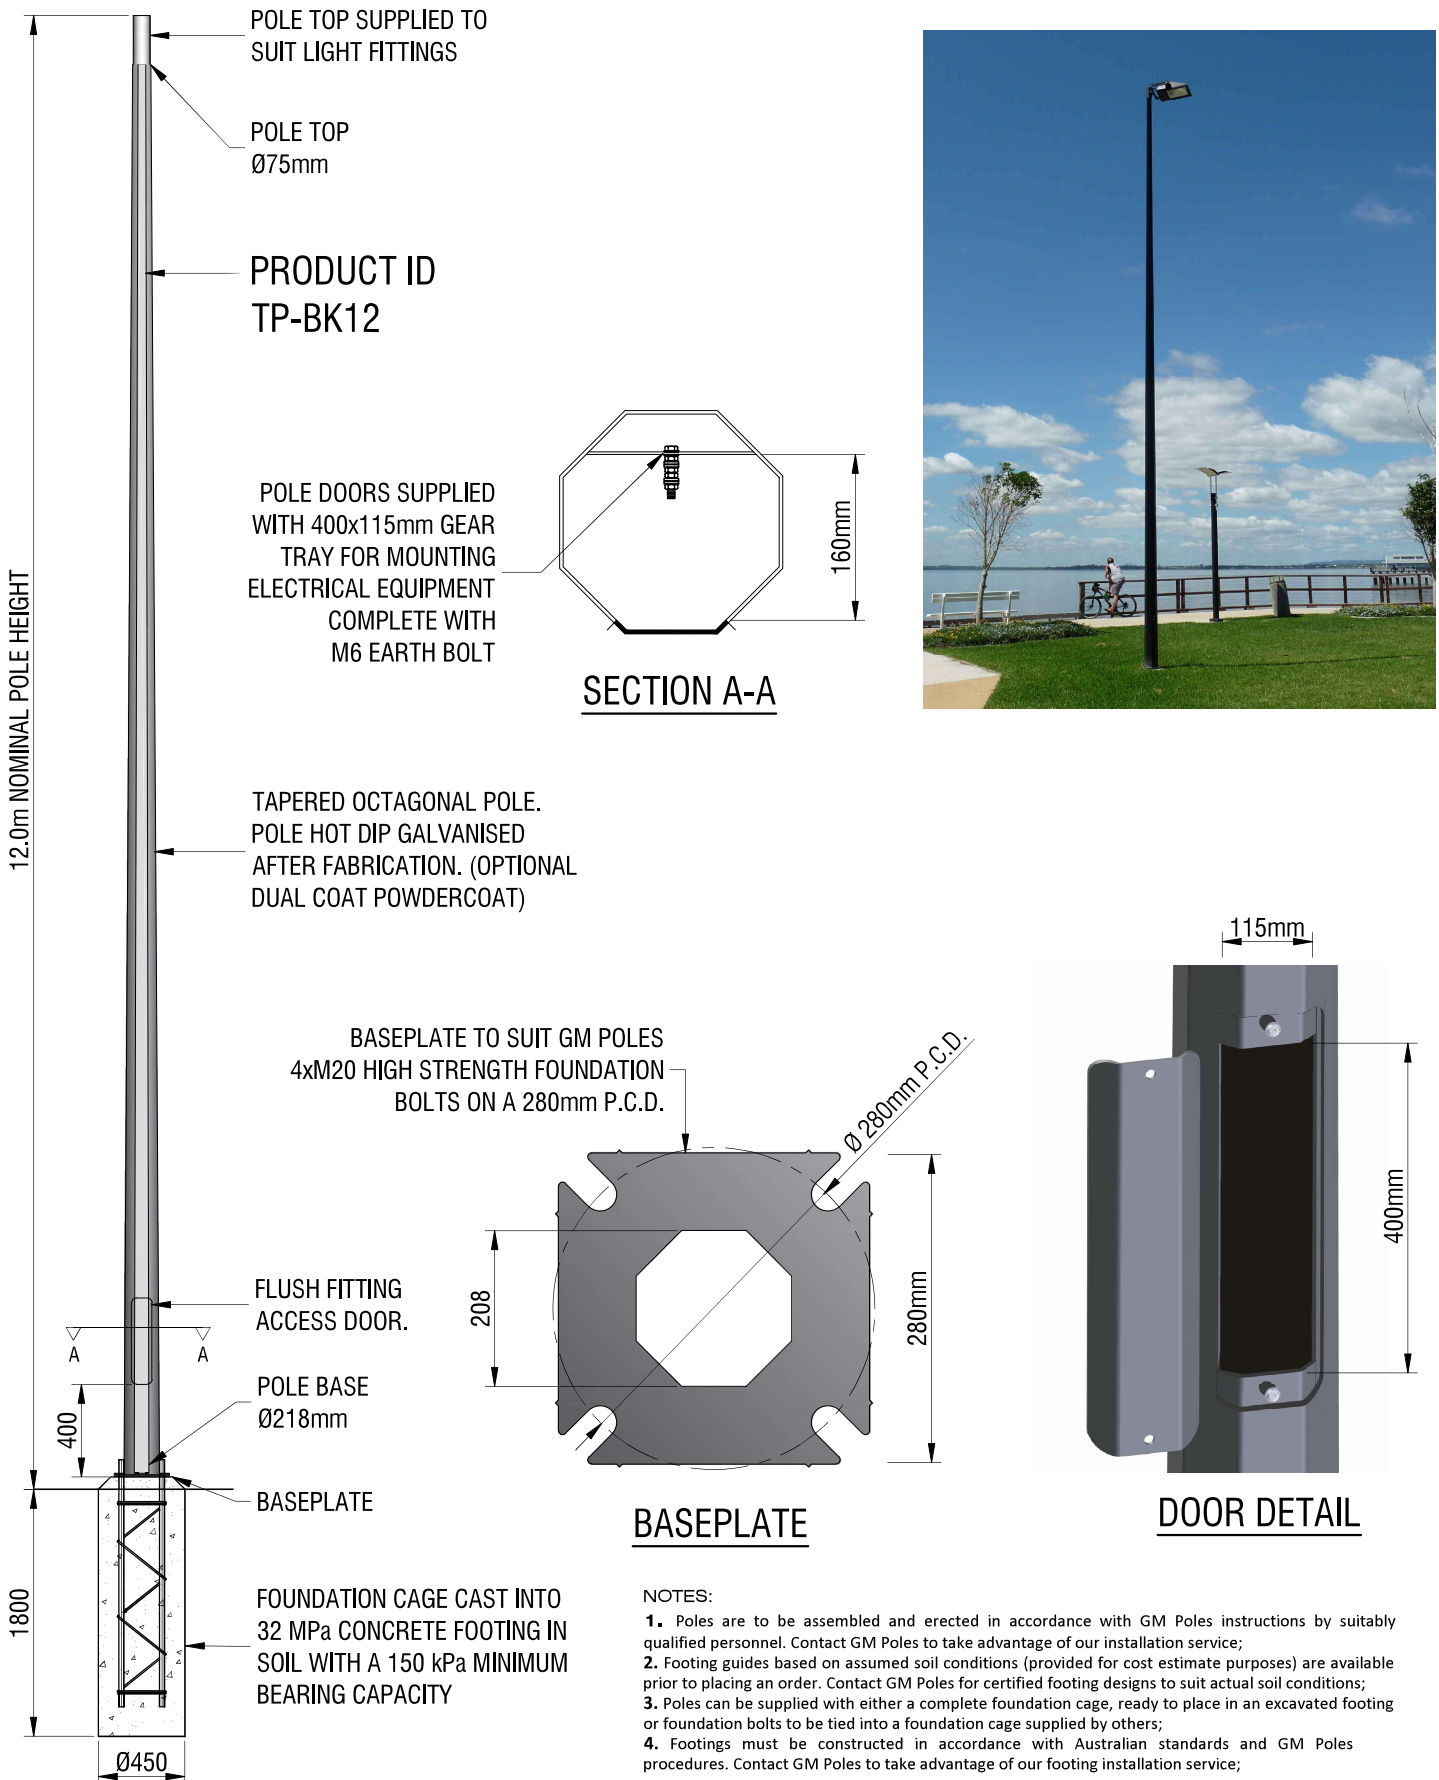 POLE TOP SUPPLIED TO
SUIT LIGHT FITTINGS
POLE TOP
Ø75mm
PRODUCT ID
TP-BK12
12.0m NOMINAL POLE HEIGHT
POLE DOORS SUPPLIED
WITH 400x115mm GEAR
TRAY FOR MOUNTING
ELECTRICAL EQUIPMENT
COMPLETE WITH
M6 EARTH BOLT
160mm
SECTION A-A
TAPERED OCTAGONAL POLE.
POLE HOT DIP GALVANISED
AFTER FABRICATION. (OPTIONAL
DUAL COAT POWDERCOAT)
115mm
400mm
DOOR DETAIL
BASEPLATE TO SUIT GM POLES
4xM20 HIGH STRENGTH FOUNDATION
BOLTS ON A 280mm P.C.D.
Ø 280mm P.C.D.
208
280mm
BASEPLATE
FLUSH FITTING
ACCESS DOOR.
A
A
POLE BASE
Ø218mm
400
BASEPLATE
1800
FOUNDATION CAGE CAST INTO
32 MPa CONCRETE FOOTING IN
SOIL WITH A 150 kPa MINIMUM
BEARING CAPACITY
Ø450
NOTES:
1. Poles are to be assembled and erected in accordance with GM Poles instructions by suitably
qualified personnel. Contact GM Poles to take advantage of our installation service;
2. Footing guides based on assumed soil conditions (provided for cost estimate purposes) are available
prior to placing an order. Contact GM Poles for certified footing designs to suit actual soil conditions;
3. Poles can be supplied with either a complete foundation cage, ready to place in an excavated footing
or foundation bolts to be tied into a foundation cage supplied by others;
4. Footings must be constructed in accordance with Australian standards and GM Poles
procedures. Contact GM Poles to take advantage of our footing installation service;